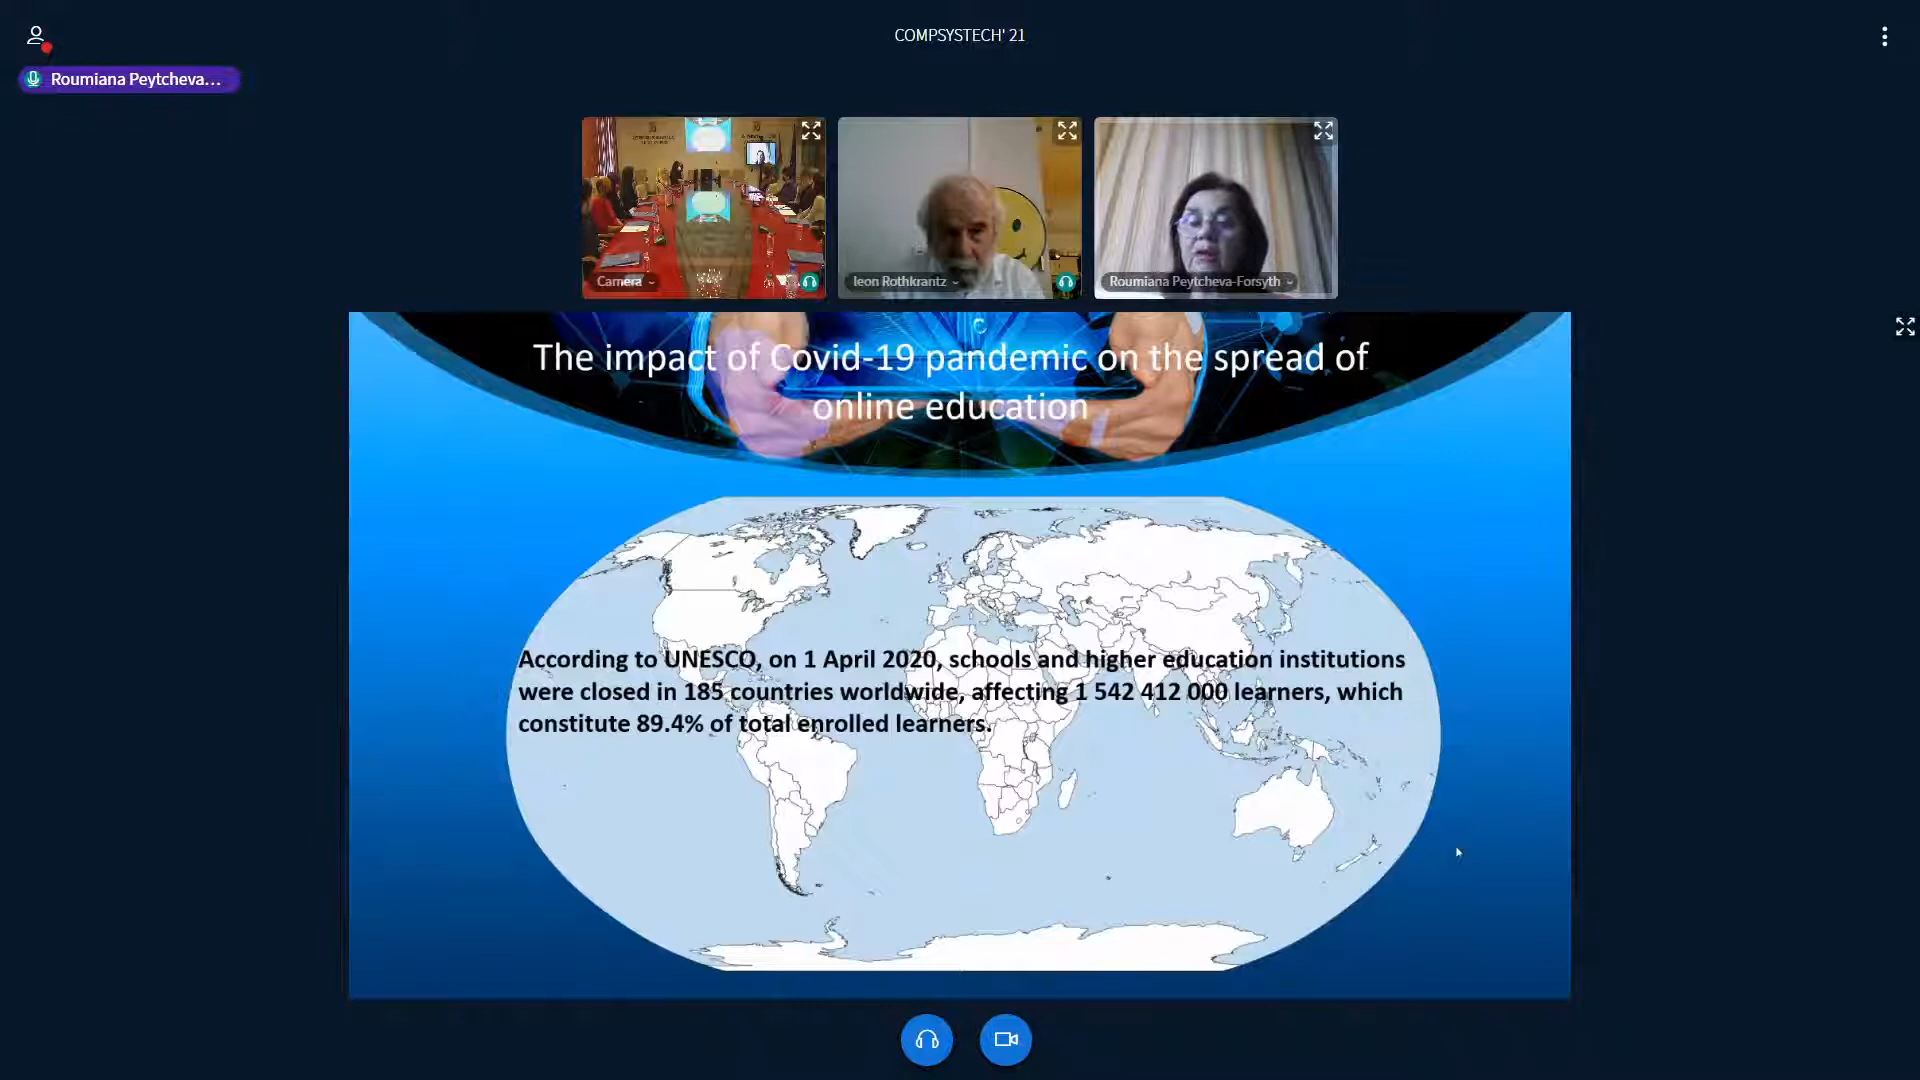 COMPSYSTECH' 21
Roumiana Peytcheva...
Camera
leon Rothkrantz
Roumiana Peytcheva-Forsyth
The impact of Covid-19 pandemic on the spread of
online education
According to UNESCO, on 1 April 2020, schools and higher education institutions
were closed in 185 countries worldwide, affecting 1 542 412 000 learners, which
constitute 89.4% of total enrolled learners.